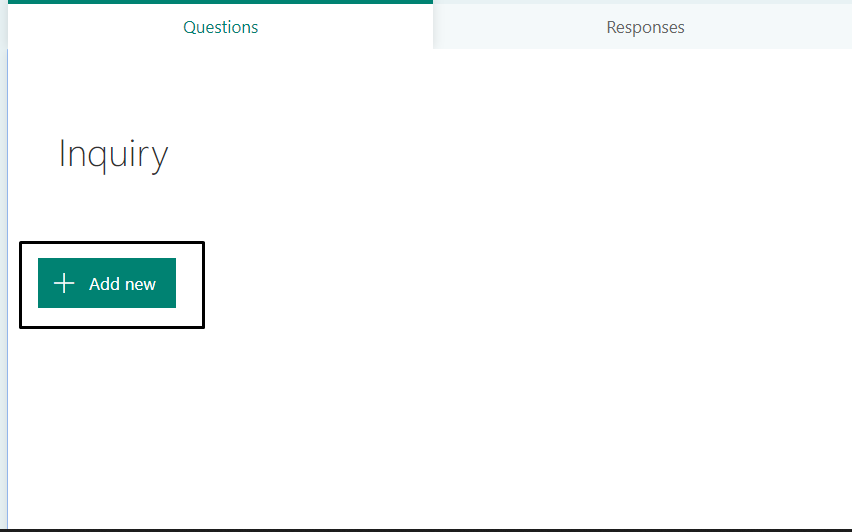 Questions
Responses
Inquiry
Add new